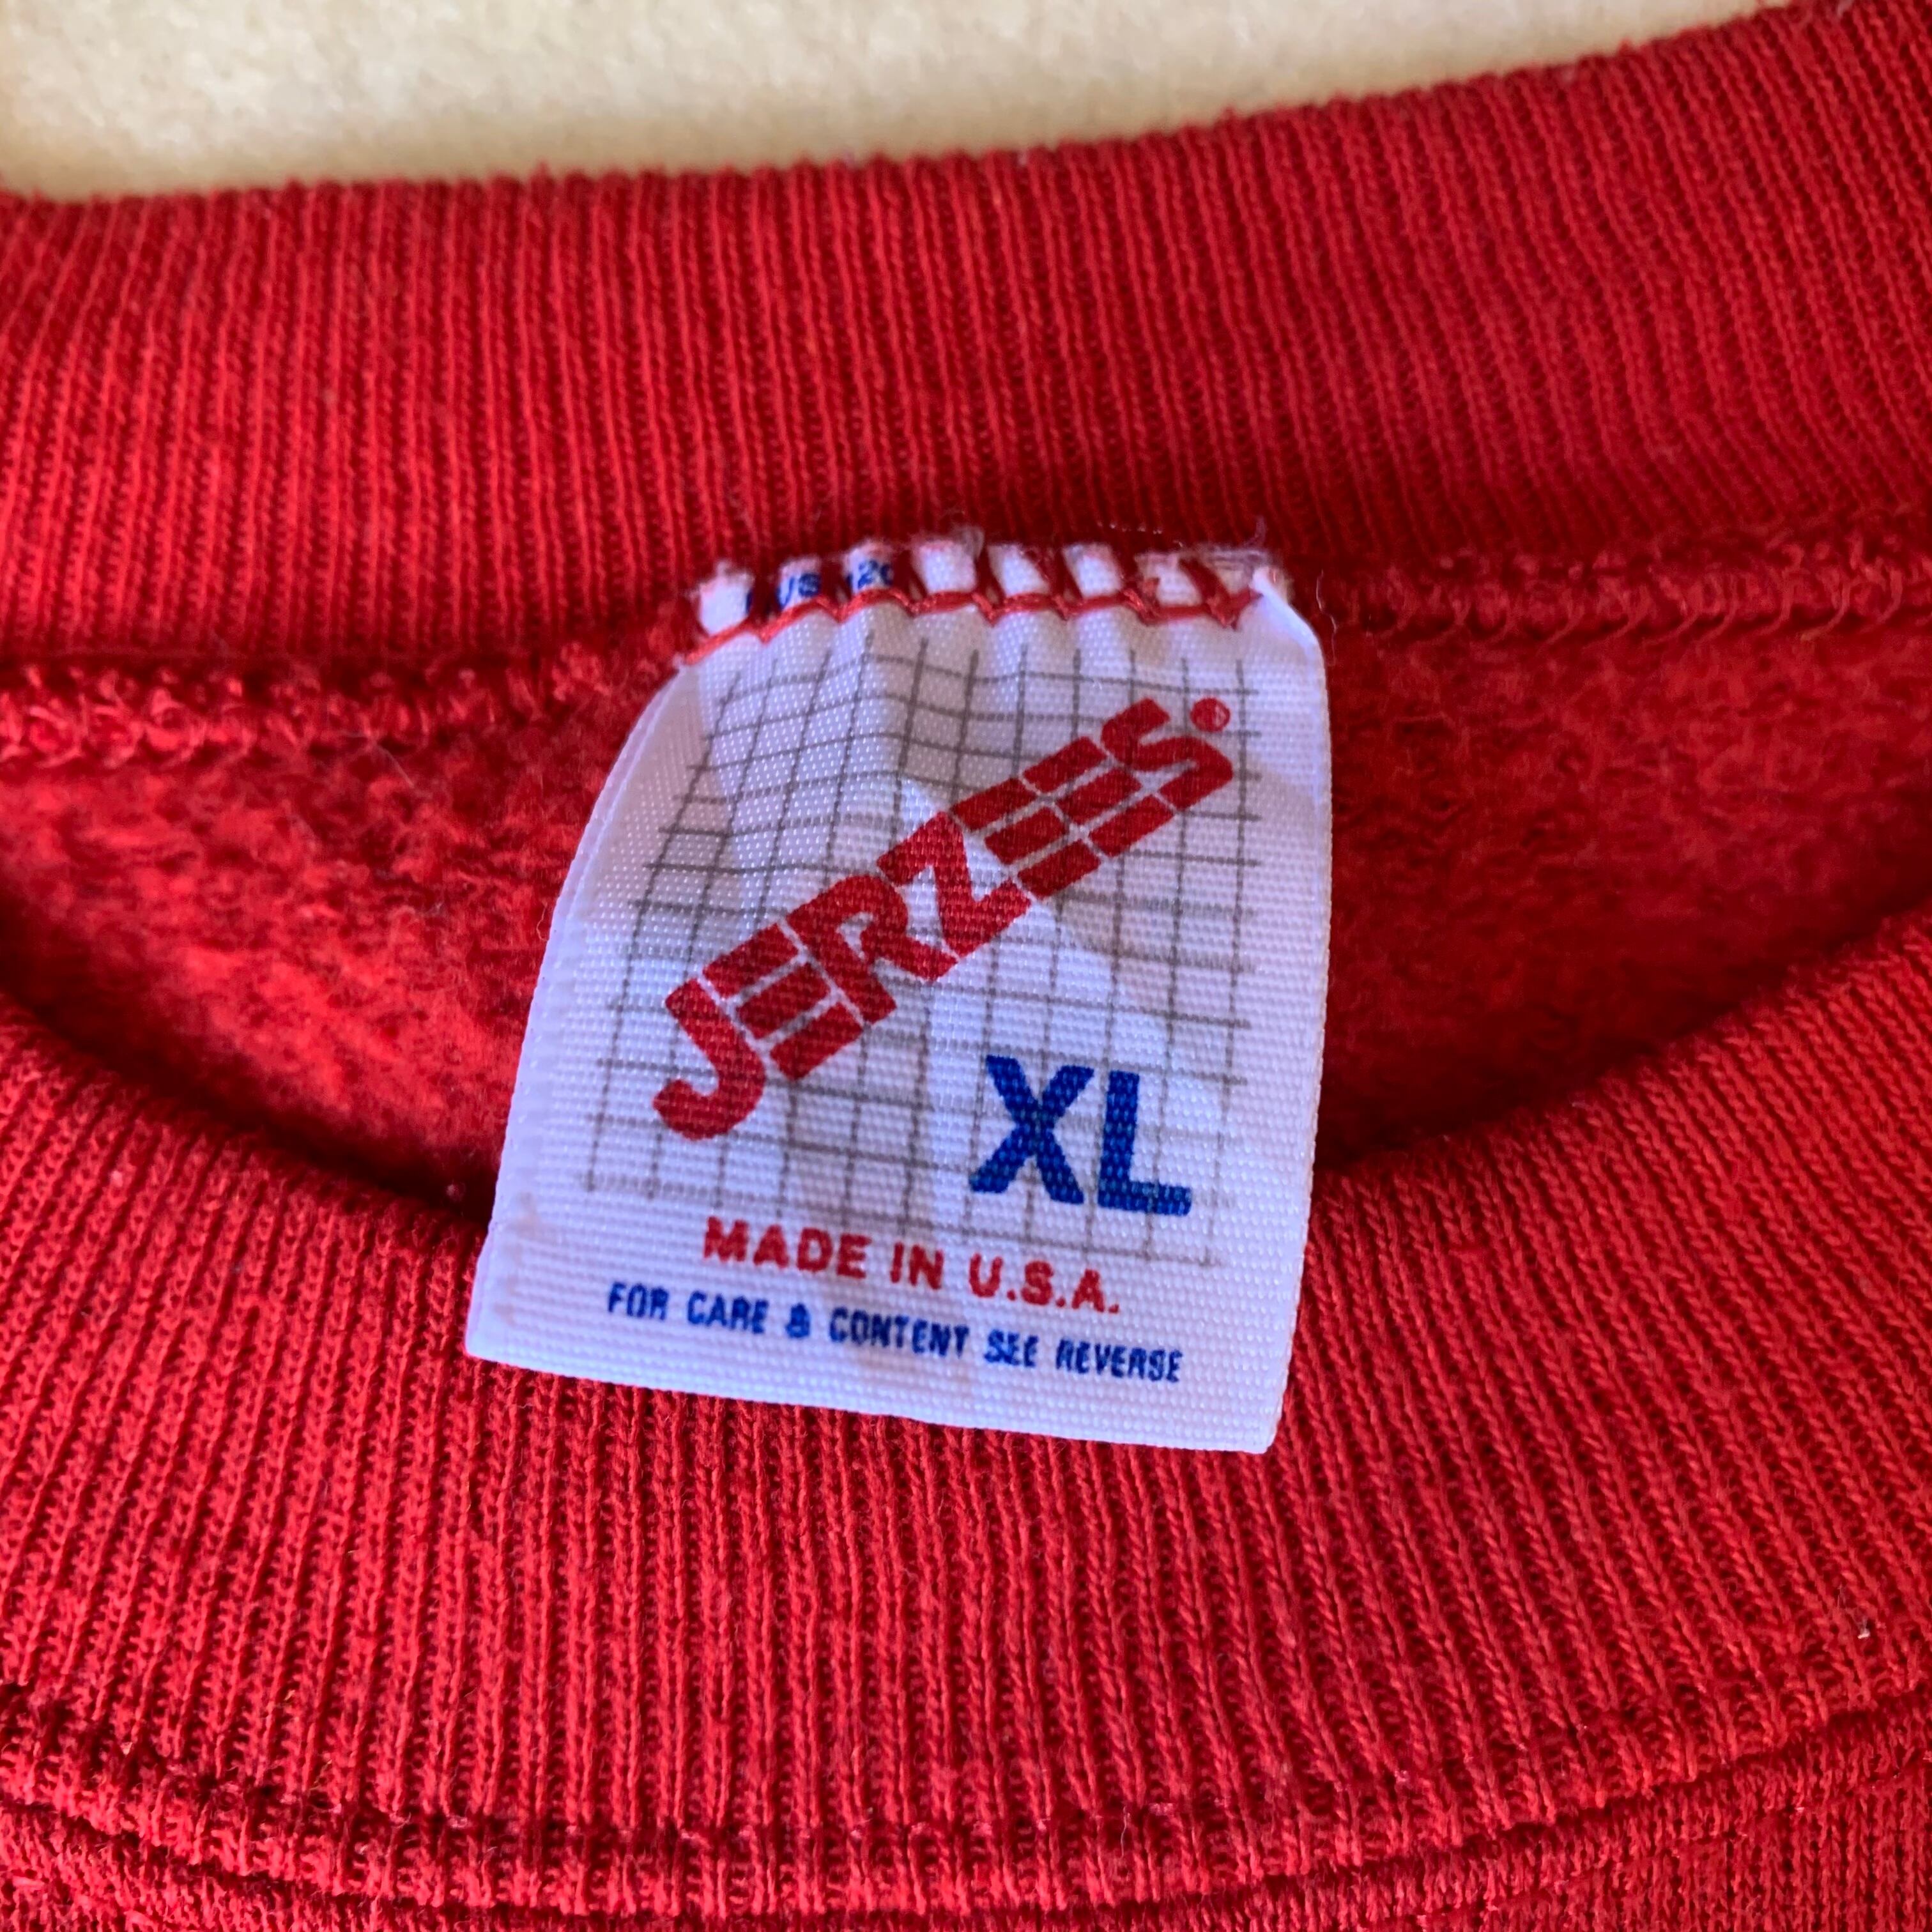 JERZEES®
XL
MADE IN U.S.A.
FOR CARE & CONTENT SEE REVERSE